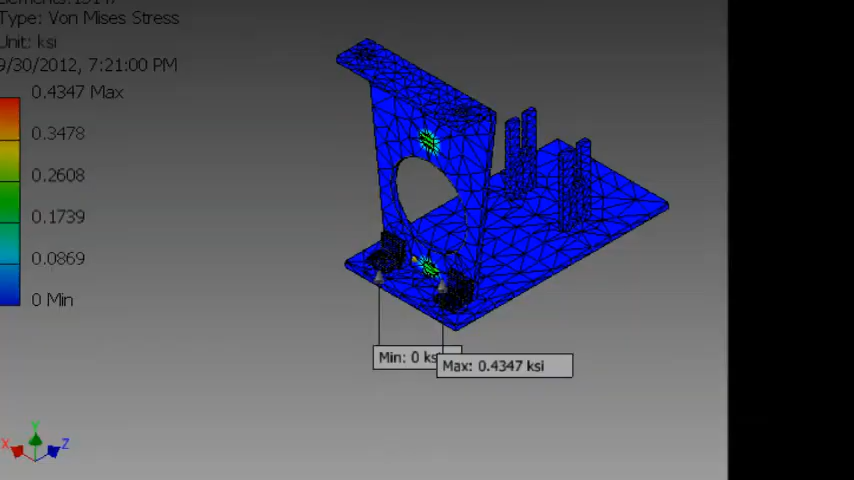 Type: Von Mises Stress
Unit: ksi
9/30/2012, 7:21:00 PM
0.4347 Max
0.3478
0.2608
0.1739
0.0869
0 Min
Min: 0 ks
Max: 0.4347 ksi
Y
X
Z